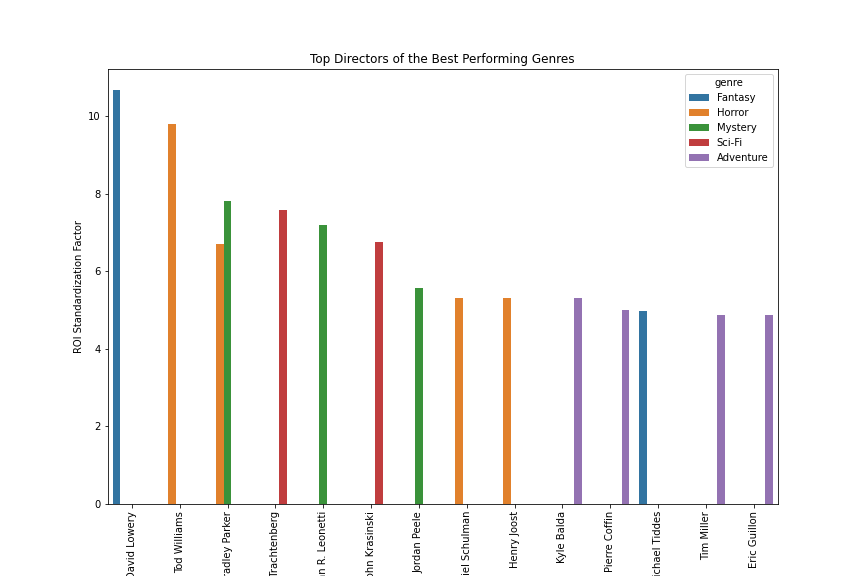 Top Directors of the Best Performing Genres
genre
Fantasy
Horror
Mystery
Sci-Fi
Adventure
ROI Standardization Factor
10
8
6
4
2
0
David Lowery
Tod Williams
radley Parker
Trachtenberg
n R. Leonetti
ohn Krasinski
Jordan Peele
iel Schulman
Henry Joost
Kyle Balda
Pierre Coffin
ichael Tiddes
Tim Miller
Eric Guillon